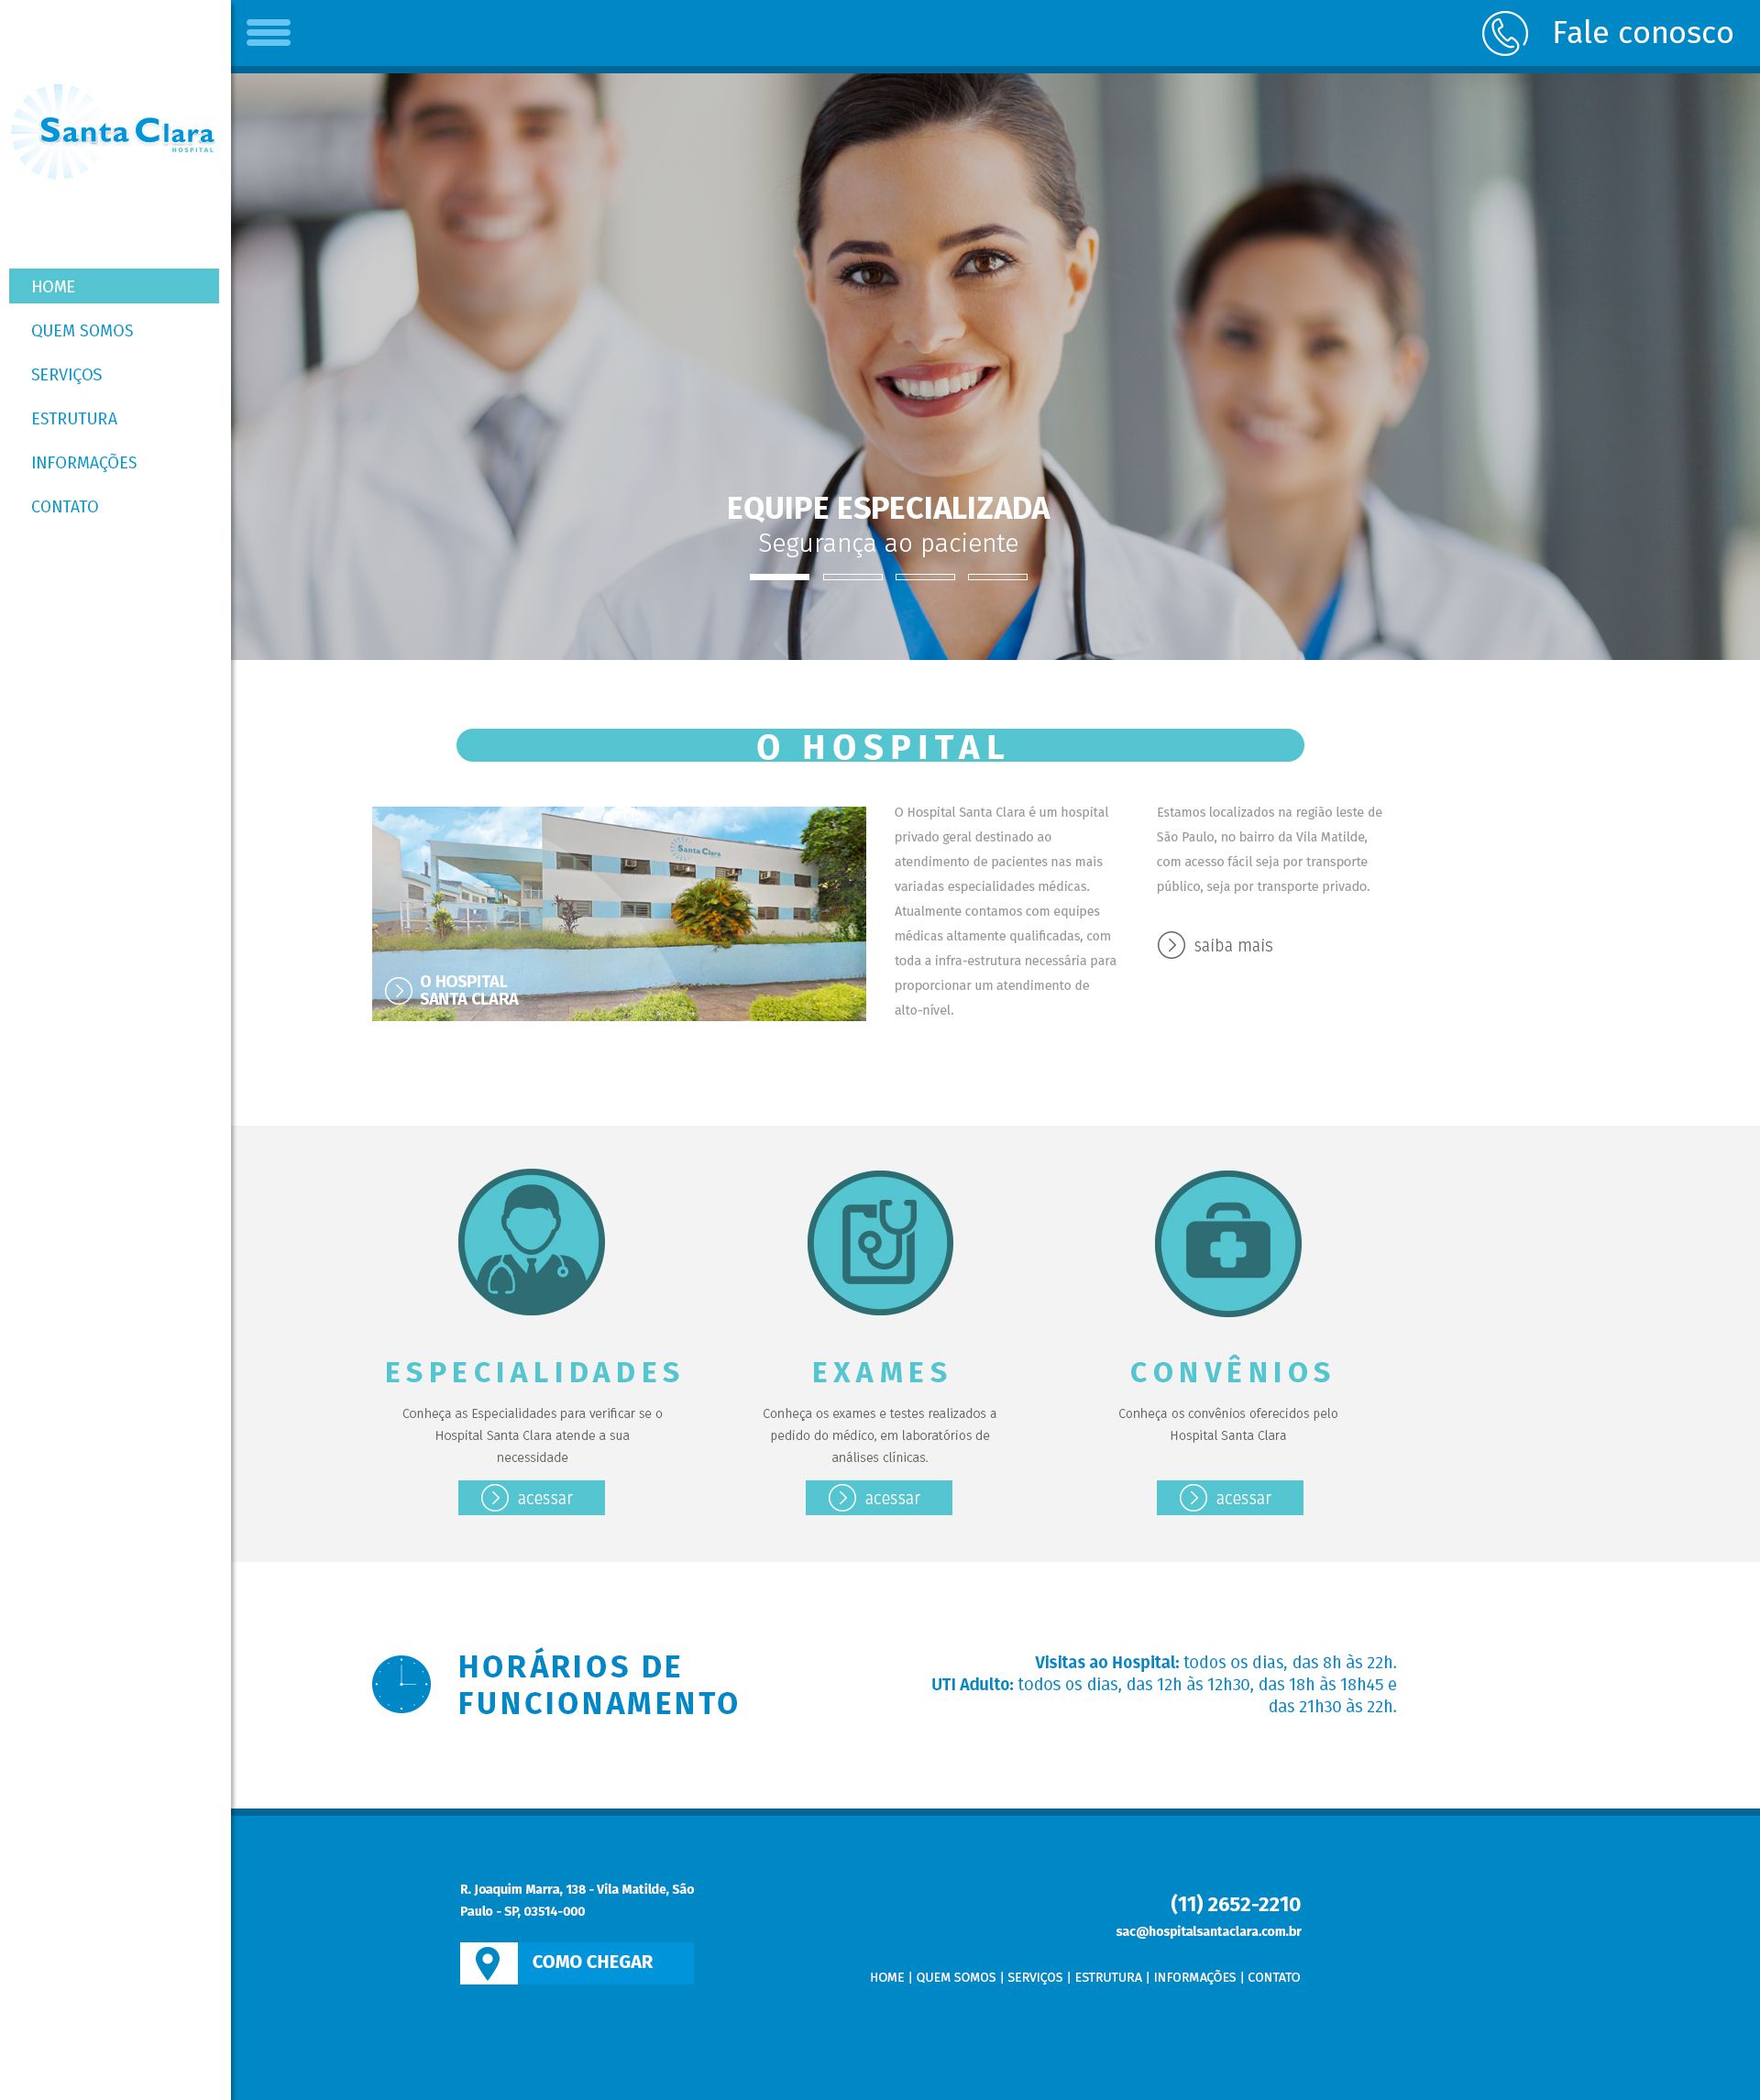 Santa Clara
HOSPITAL
HOME
QUEM SOMOS
SERVIÇOS
ESTRUTURA
INFORMAÇÕES
CONTATO
Fale conosco
EQUIPE ESPECIALIZADA
Segurança ao paciente
O HOSPITAL
Santa Clara
O HOSPITAL
SANTA CLARA
O Hospital Santa Clara é um hospital
privado geral destinado ao
atendimento de pacientes nas mais
variadas especialidades médicas.
Atualmente contamos com equipes
médicas altamente qualificadas, com
toda a infra-estrutura necessária para
proporcionar um atendimento de
alto-nível.
Estamos localizados na região leste de
São Paulo, no bairro da Vila Matilde,
com acesso fácil seja por transporte
público, seja por transporte privado.
saiba mais
ESPECIALIDADES
Conheça as Especialidades para verificar se o
Hospital Santa Clara atende a sua
necessidade
acessar
EXAMES
Conheça os exames e testes realizados a
pedido do médico, em laboratórios de
análises clínicas.
acessar
CONVÊNIOS
Conheça os convênios oferecidos pelo
Hospital Santa Clara
acessar
HORÁRIOS DE
FUNCIONAMENTO
Visitas ao Hospital: todos os dias, das 8h às 22h.
UTI Adulto: todos os dias, das 12h às 12h30, das 18h às 18h45 e
das 21h30 às 22h.
R. Joaquim Marra, 138 - Vila Matilde, São
Paulo - SP, 03514-000
COMO CHEGAR
(11) 2652-2210
sac@hospitalsantaclara.com.br
HOME | QUEM SOMOS | SERVIÇOS | ESTRUTURA | INFORMAÇÕES | CONTATO